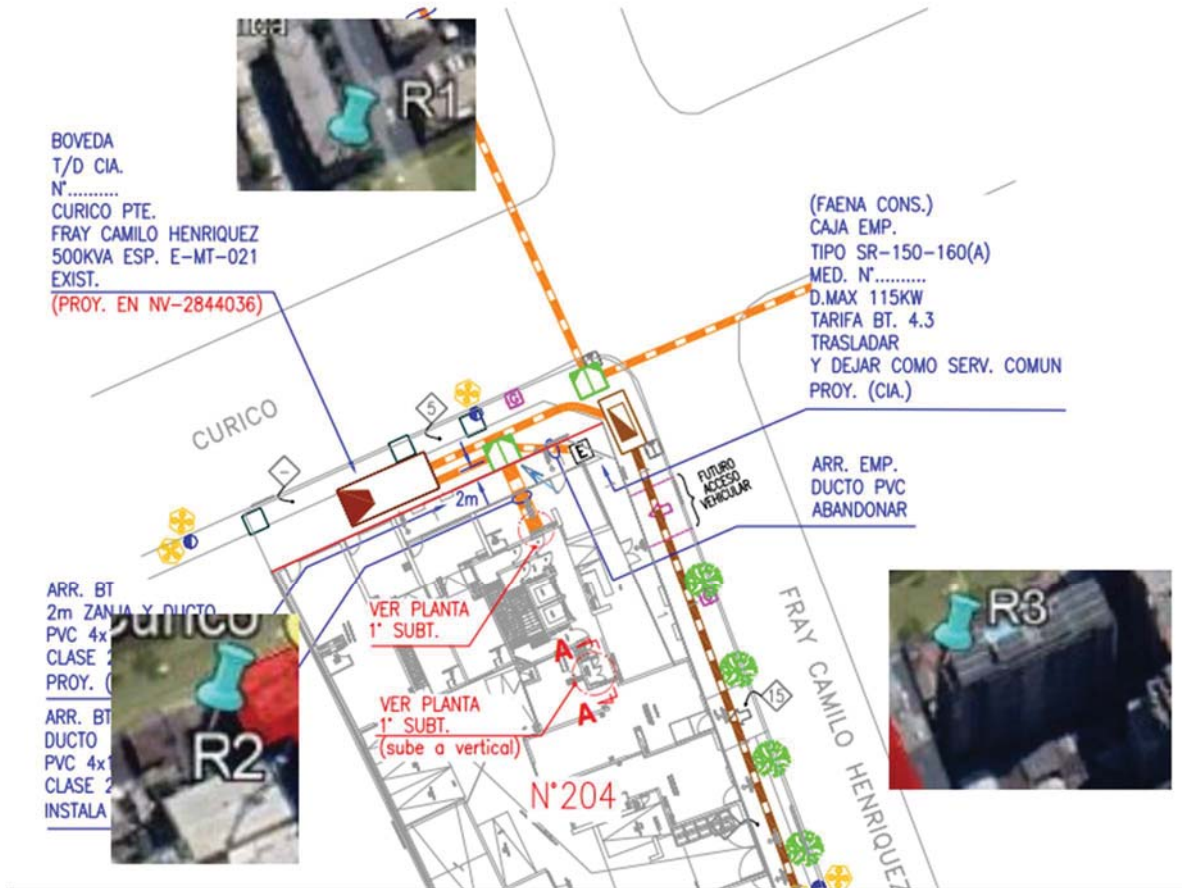 R1
BOVEDA
T/D CIA.
N°..........
CURICO PTE.
FRAY CAMILO HENRIQUEZ
500KVA ESP. E-MT-021
EXIST.
(PROY. EN NV-2844036)
(FAENA CONS.)
CAJA EMP.
TIPO SR-150-160(A)
MED. N°..........
D.MAX 115KW
TARIFA BT. 4.3
TRASLADAR
Y DEJAR COMO SERV. COMUN
PROY. (CIA.)
CURICO
5
G
E
2m
FUTURO
ACCESO
VEHICULAR
ARR. EMP.
DUCTO PVC
ABANDONAR
ARR. BT
2m ZANJA Y DUCTO
PVC 4x
CLASE 2
PROY. (
ARR. BT
DUCTO
PVC 4x1
CLASE 2
INSTALA
Curico
R2
VER PLANTA
1° SUBT.
A
A
VER PLANTA
1° SUBT.
(sube a vertical)
15
N°204
FRAY CAMILO HENRIQUEZ
R3